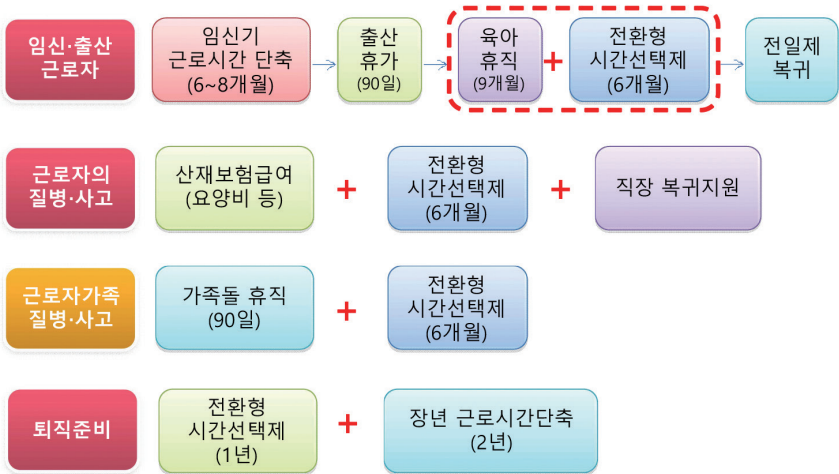 임신·출산
근로자
임신기
근로시간 단축
(6~8개월)
출산
휴가
(90일)
육아
휴직
(9개월)
+
전환형
시간선택제
(6개월)
전일제
복귀
근로자의
질병·사고
산재보험급여
(요양비 등)
+
전환형
시간선택제
(6개월)
+
직장 복귀지원
근로자가족
질병·사고
가족돌 휴직
(90일)
+
전환형
시간선택제
(6개월)
퇴직준비
전환형
시간선택제
(1년)
+
장년 근로시간단축
(2년)